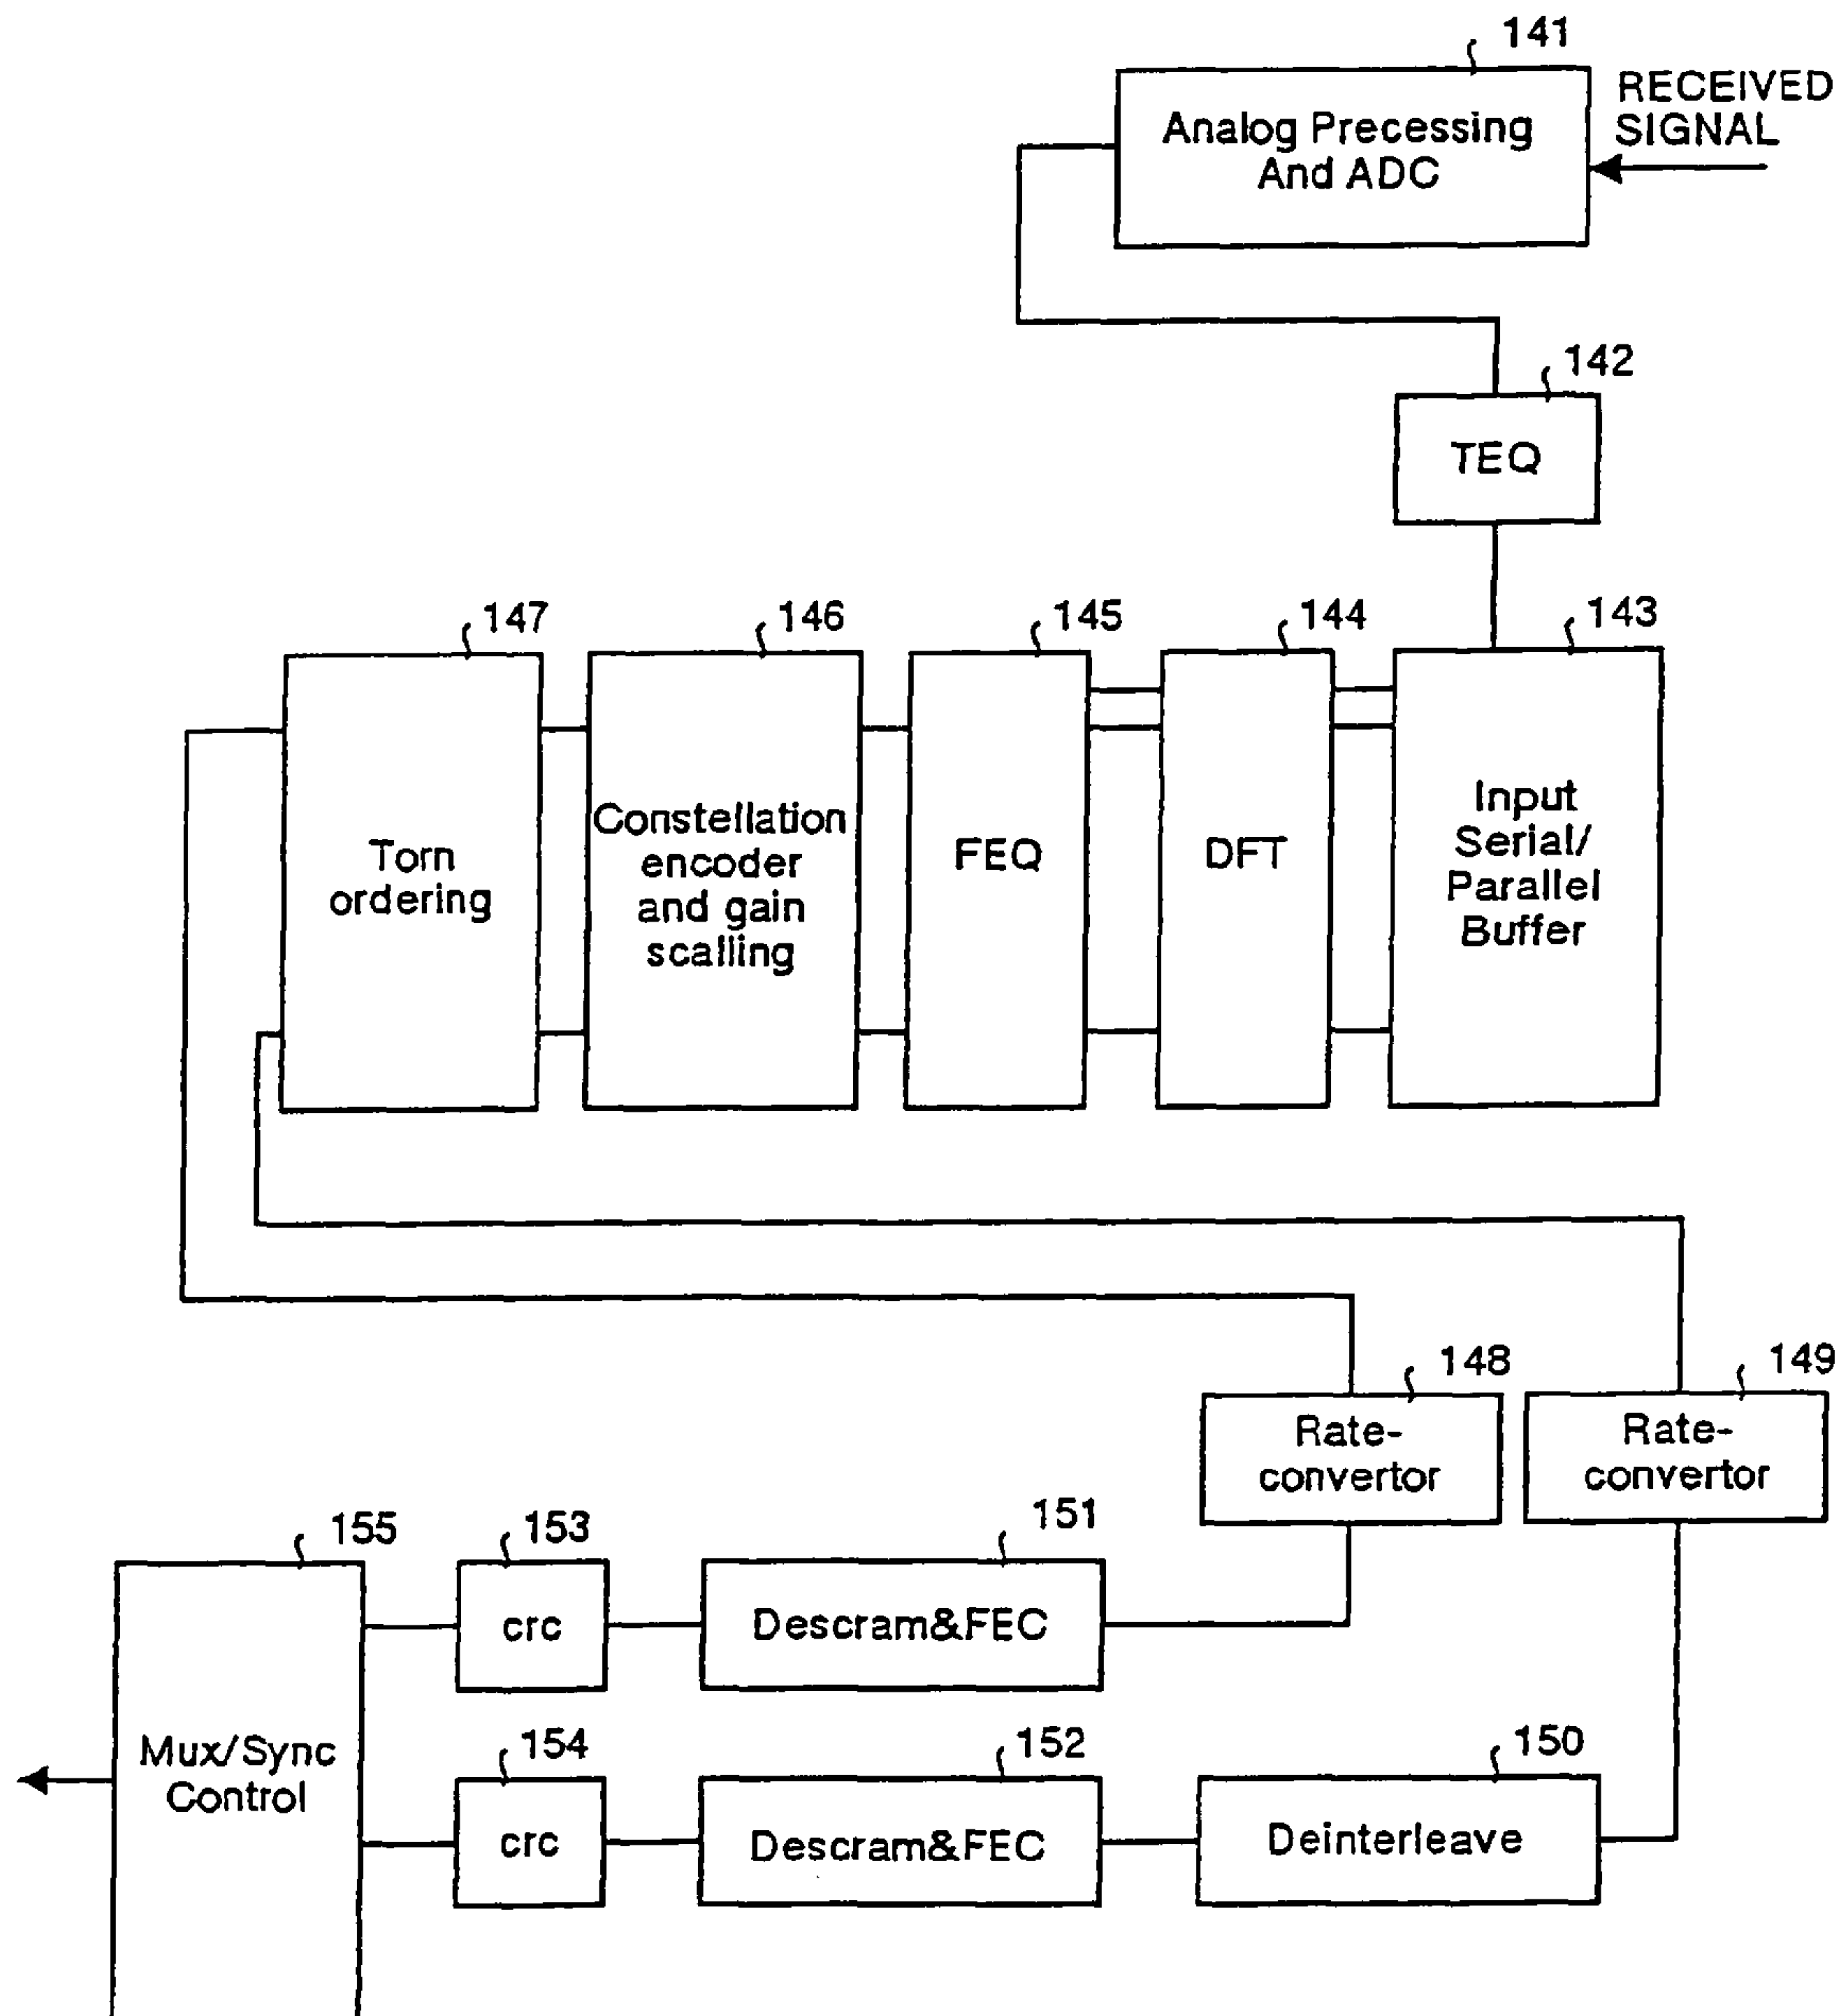 141
RECEIVED
SIGNAL
Analog Precessing
And ADC
142
TEQ
147
146
145
144
143
Torn
ordering
Constellation
encoder
and gain
scalling
FEQ
DFT
Input
Serial/
Parallel
Buffer
148
149
Rate-
convertor
Rate-
convertor
155
153
151
crc
Descram&FEC
Mux/Sync
Control
154
152
150
crc
Descram&FEC
Deinterleave